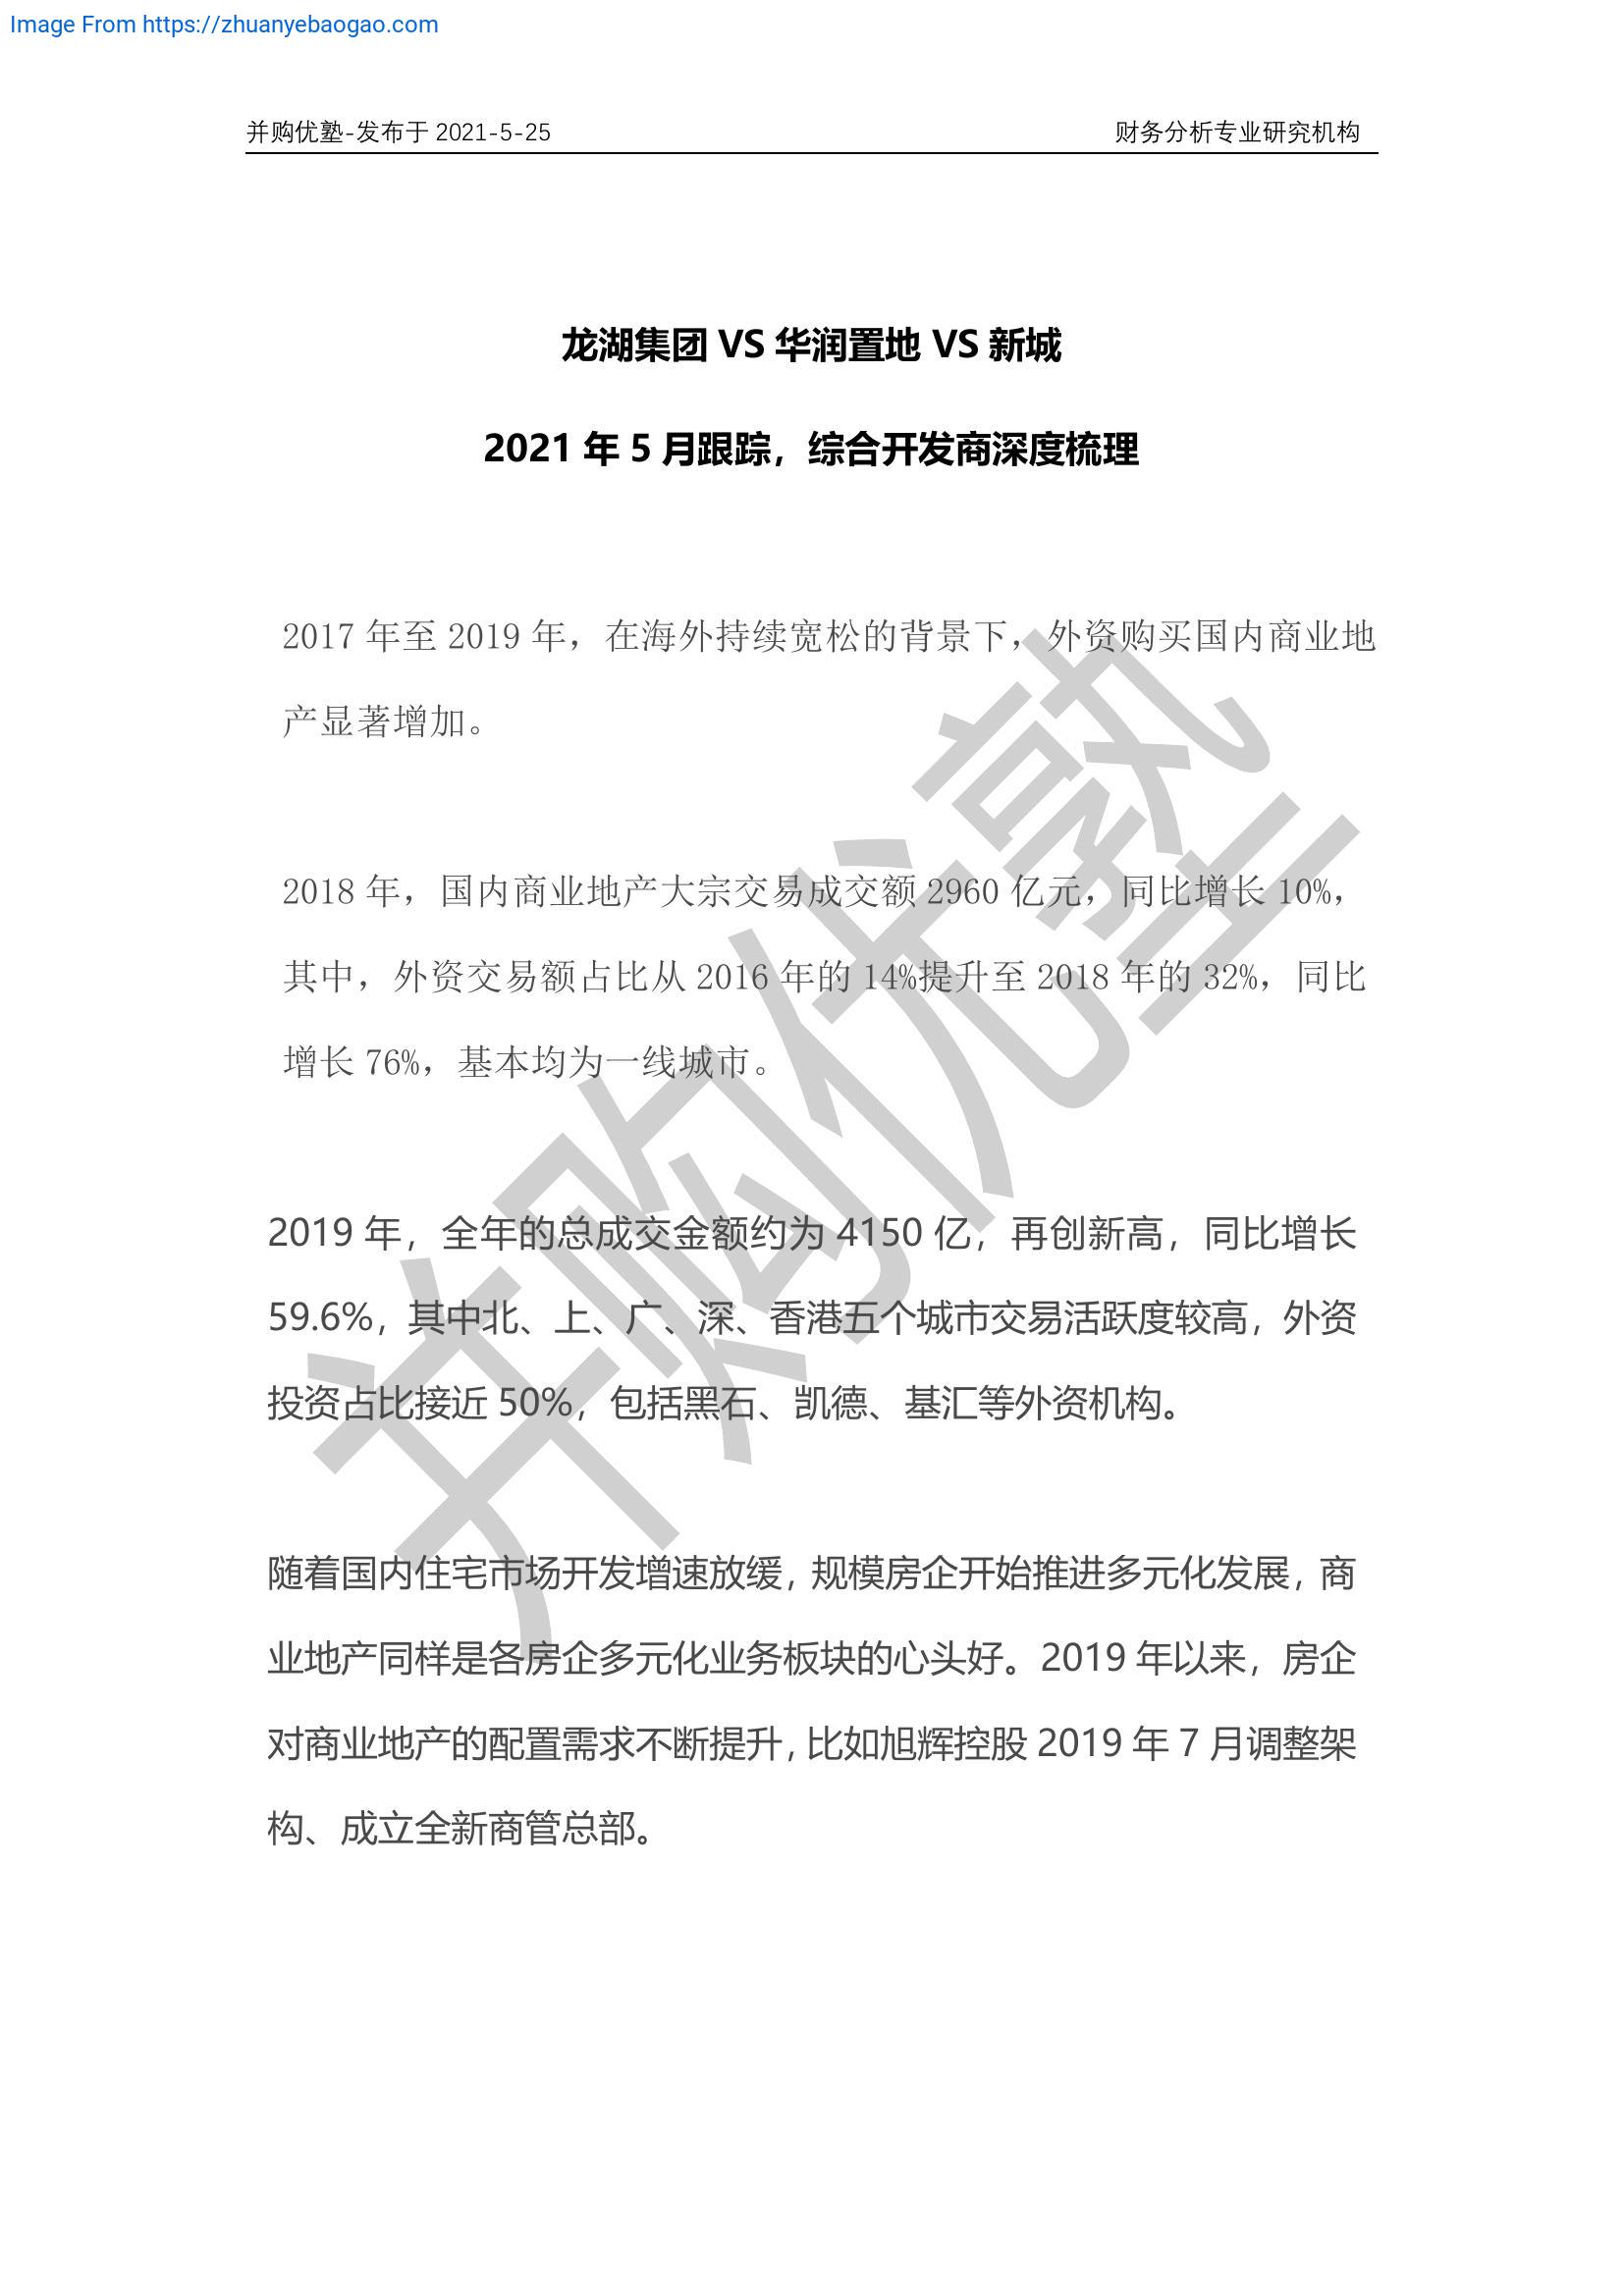 Image From https://zhuanyebaogao.com
并购优塾-发布于 2021-5-25 财务分析专业研究机构
龙湖集团 VS 华润置地 VS 新城
2021 年 5 月跟踪，综合开发商深度梳理
2017 年至 2019 年，在海外持续宽松的背景下，外资购买国内商业地
产显著增加。
2018 年，国内商业地产大宗交易成交额 2960 亿元，同比增长 10%，
其中，外资交易额占比从 2016 年的 14%提升至 2018 年的 32%，同比
增长 76%，基本均为一线城市。
2019 年，全年的总成交金额约为 4150 亿，再创新高，同比增长
59.6%，其中北、上、广、深、香港五个城市交易活跃度较高，外资
投资占比接近 50%，包括黑石、凯德、基汇等外资机构。
随着国内住宅市场开发增速放缓，规模房企开始推进多元化发展，商
业地产同样是各房企多元化业务板块的心头好。2019 年以来，房企
对商业地产的配置需求不断提升，比如旭辉控股 2019 年 7 月调整架
构、成立全新商管总部。
并购优塾